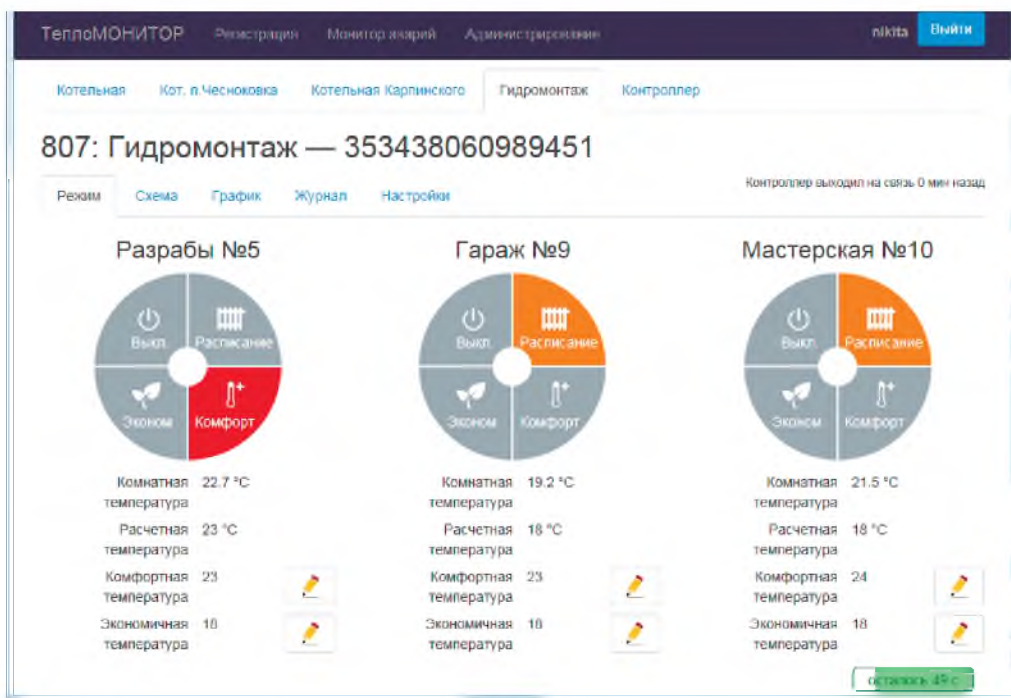 ТеплоМОНИТОР Регистрация Монитор аварий Администрирование nikita Выйти
Котельная Кот. п.Чесноковка Котельная Карпинского Гидромонтаж Контроллер
807: Гидромонтаж — 353438060989451
Контроллер выходил на связь 0 мин назад
Режим Схема График Журнал Настройки
Разрабы №5 Гараж №9 Мастерская №10
Выкл. Расписание Выкл. Расписание Выкл. Расписание
Эконом Комфорт Эконом Комфорт Эконом Комфорт
Комнатная 22.7 °C Комнатная 19.2 °C Комнатная 21.5 °C
температура температура температура
Расчетная 23 °C Расчетная 18 °C Расчетная 18 °C
температура температура температура
Комфортная 23 Комфортная 23 Комфортная 24
температура температура температура
Экономичная 18 Экономичная 18 Экономичная 18
температура температура температура
осталось 49 с